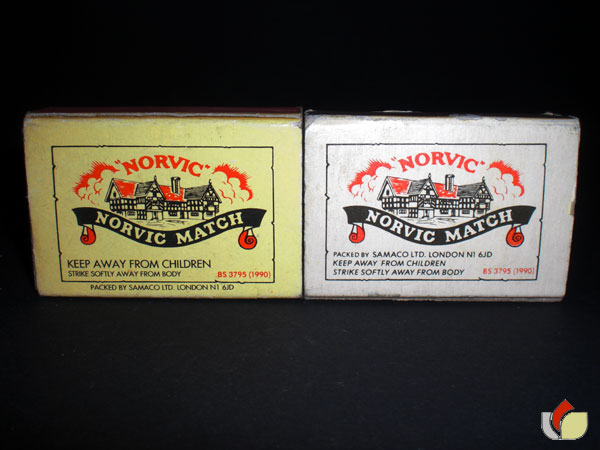 "NORVIC"
NORVIC MATCH
KEEP AWAY FROM CHILDREN
STRIKE SOFTLY AWAY FROM BODY BS 3795 (1990)
PACKED BY SAMACO LTD. LONDON N1 6JD
"NORVIC"
NORVIC MATCH
PACKED BY SAMACO LTD. LONDON N1 6JD
KEEP AWAY FROM CHILDREN
STRIKE SOFTLY AWAY FROM BODY BS 3795 (1990)